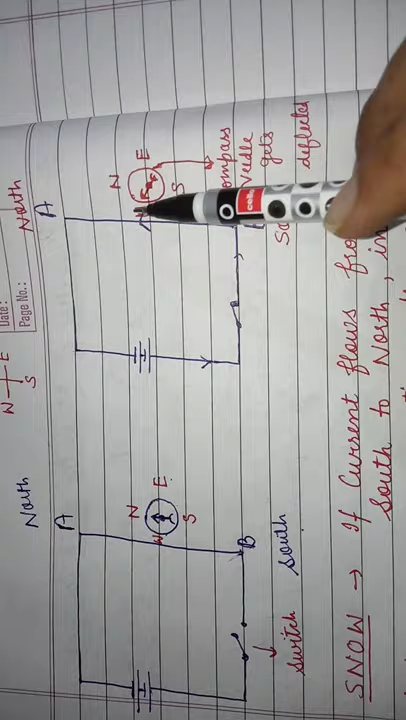 Date:
Page No.:
N
W E
S
North
A
N
W E
S
B
South
switch
North
A
N
E
S
compass
needle
gets
deflected
cello
SNOW → If Current flows from
South to North, in